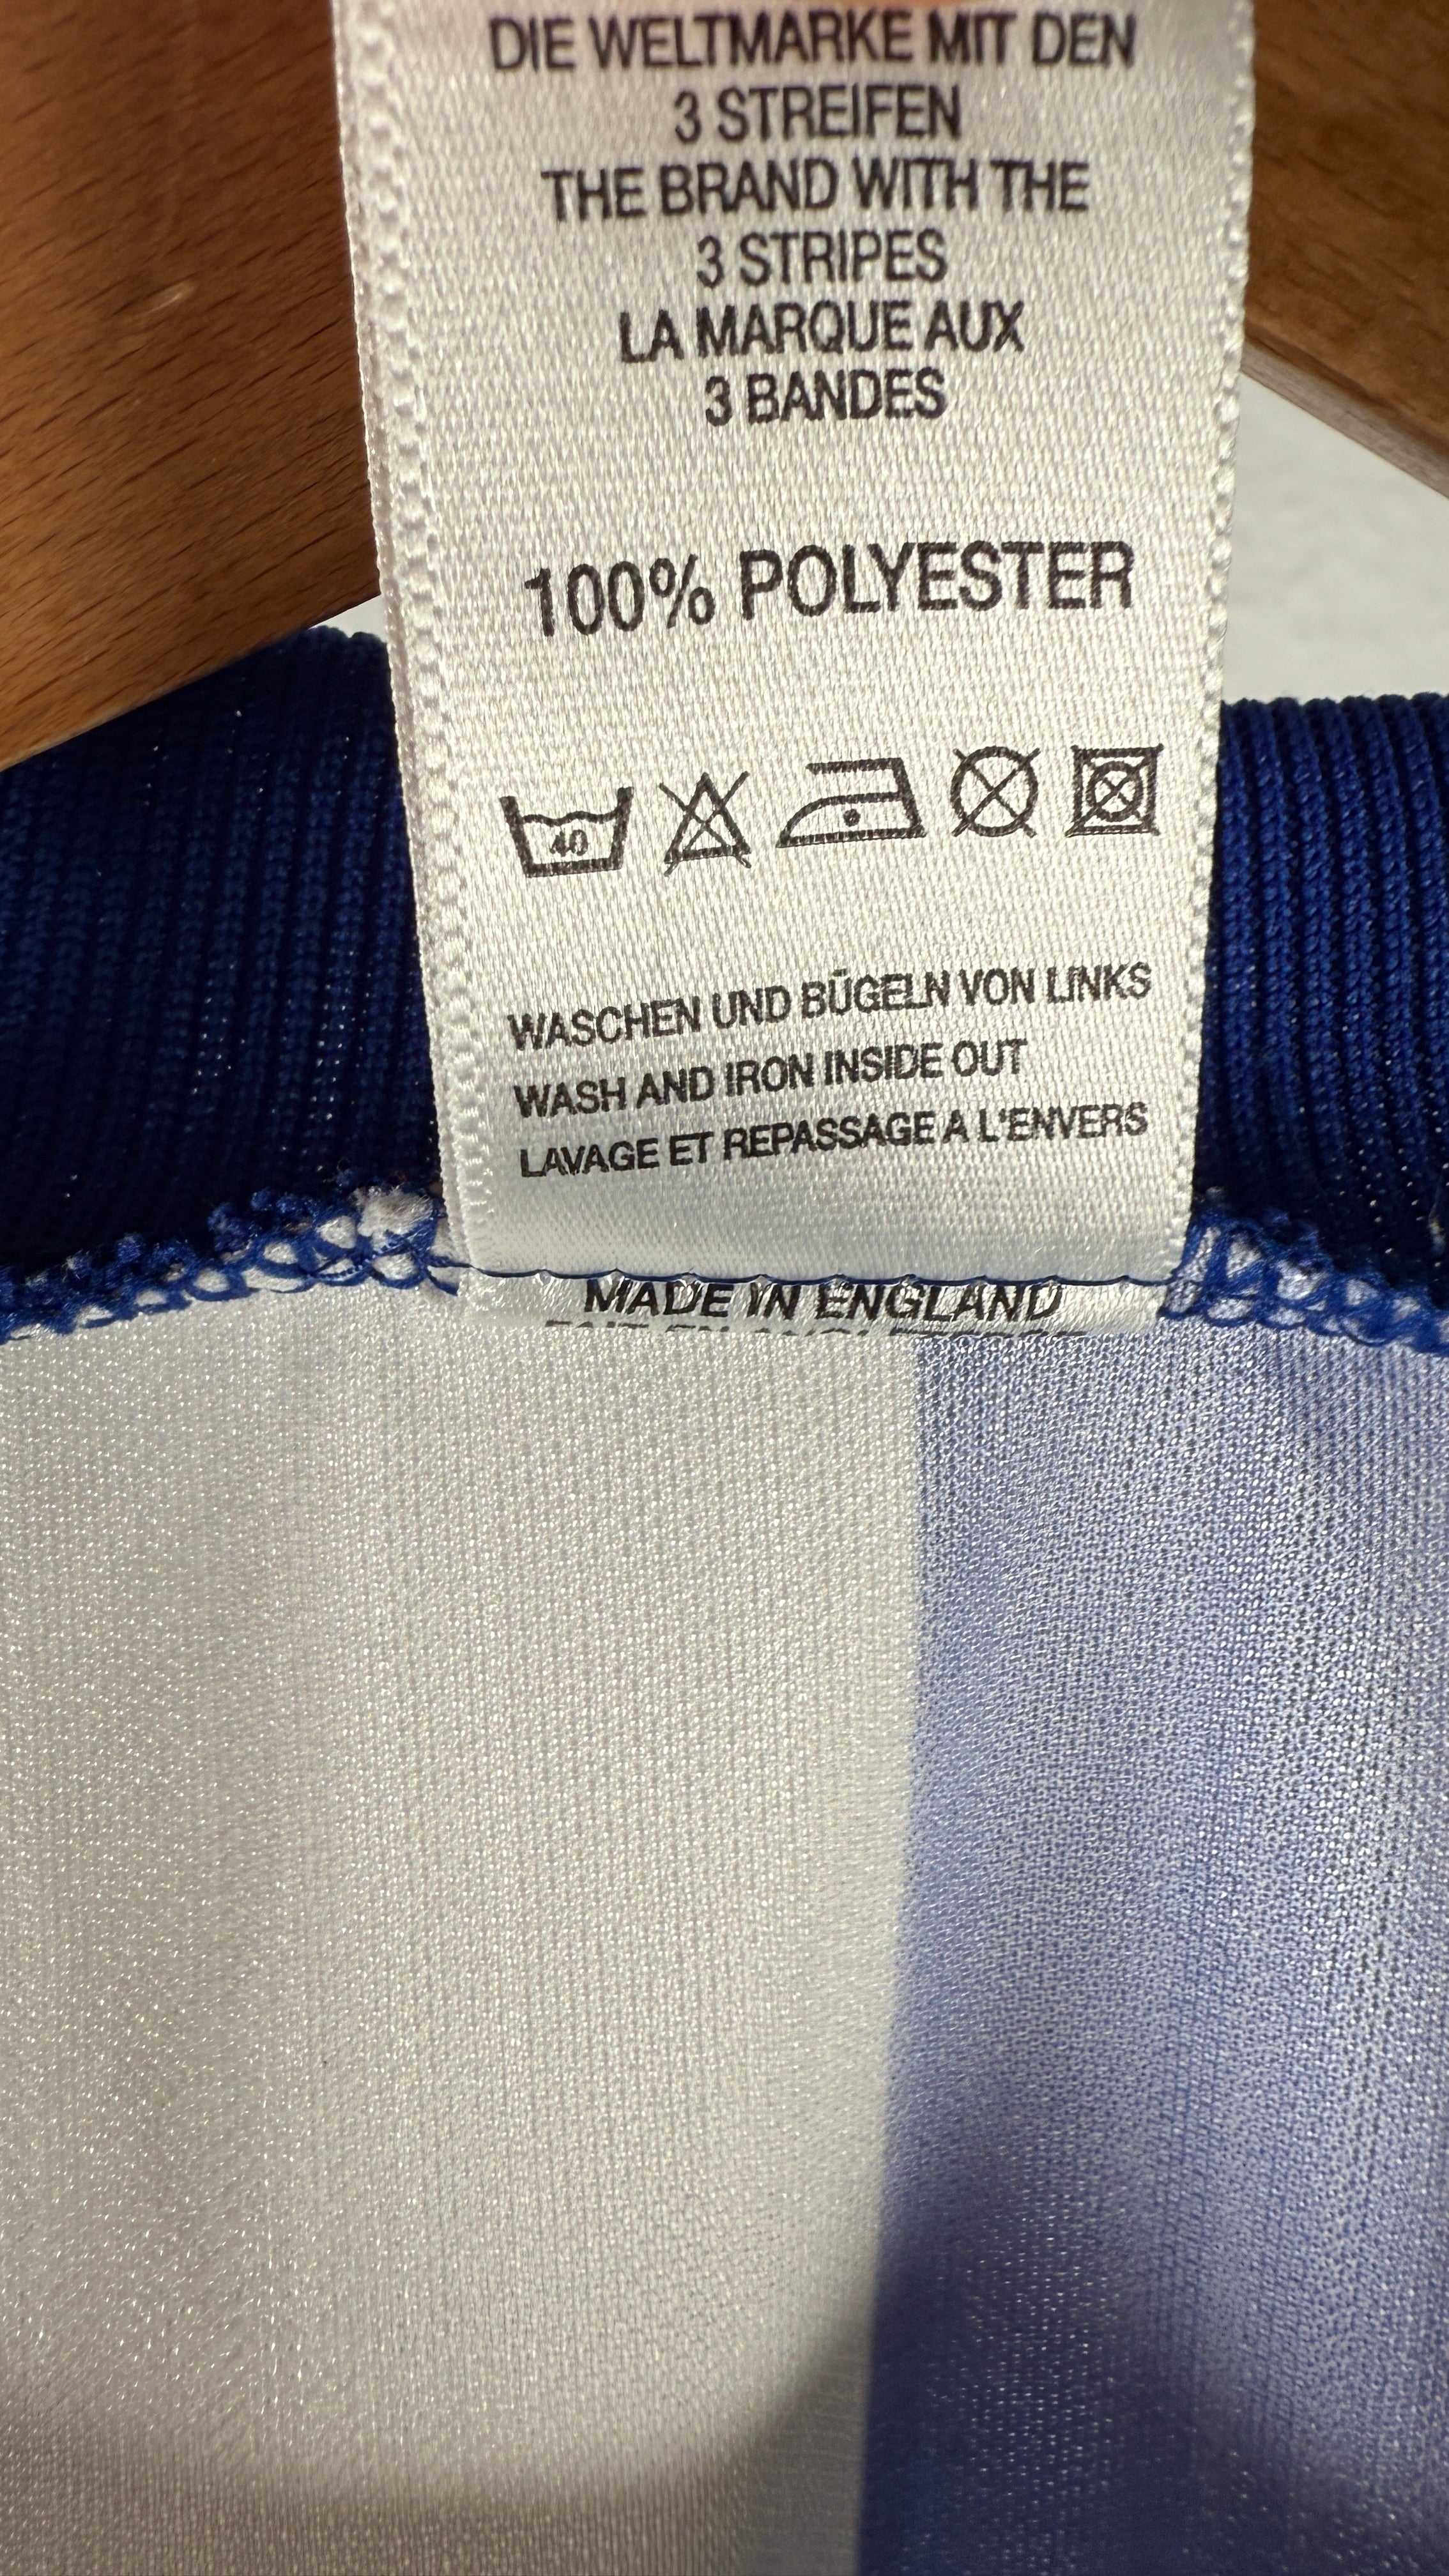 DIE WELTMARKE MIT DEN
3 STREIFEN
THE BRAND WITH THE
3 STRIPES
LA MARQUE AUX
3 BANDES
100% POLYESTER
40
WASCHEN UND BÜGELN VON LINKS
WASH AND IRON INSIDE OUT
LAVAGE ET REPASSAGE A L'ENVERS
MADE IN ENGLAND